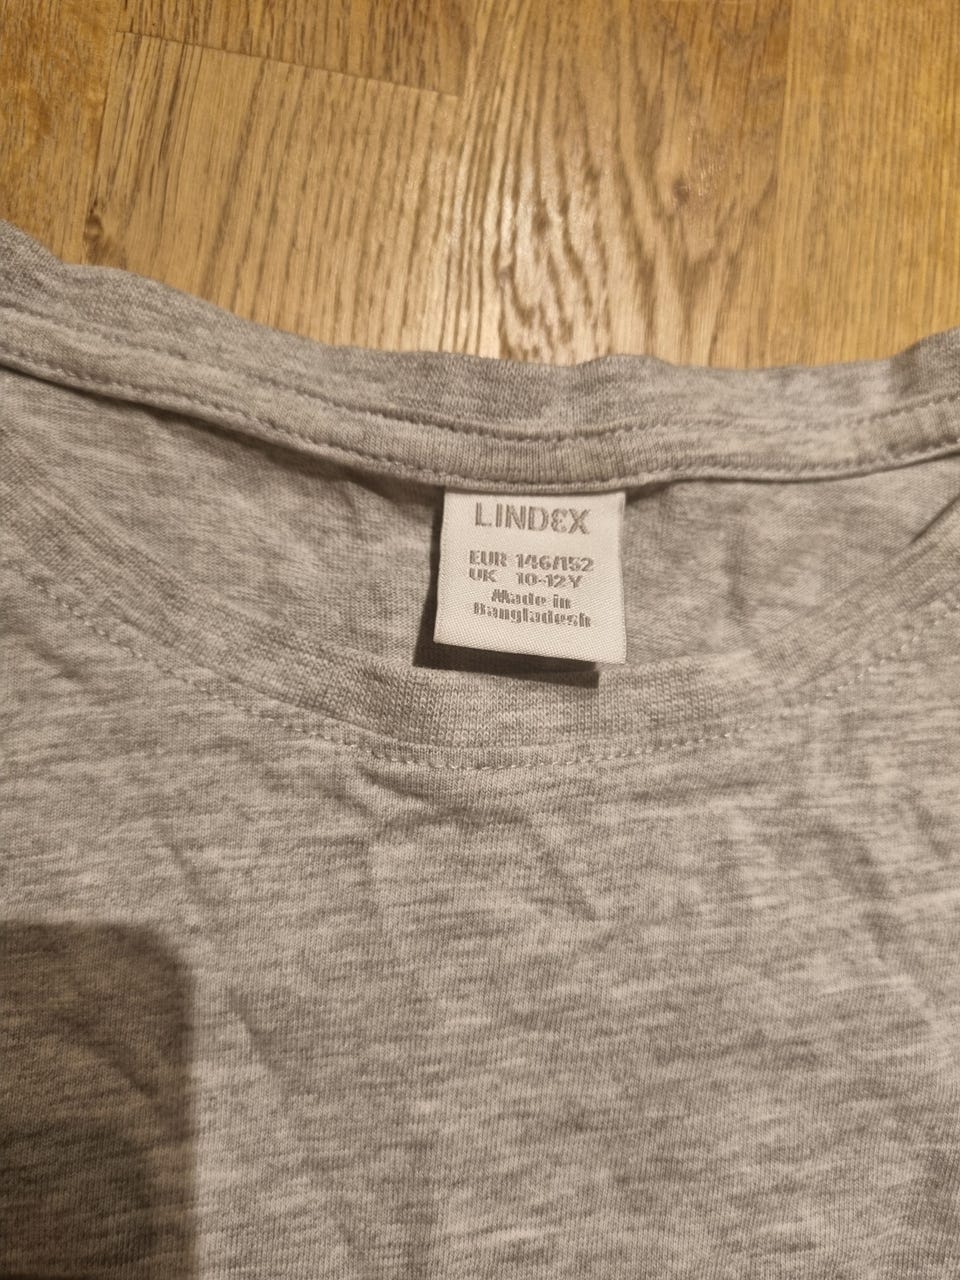 LINDEX
EUR 146/152
UK 10-12Y
Made in
Bangladesh